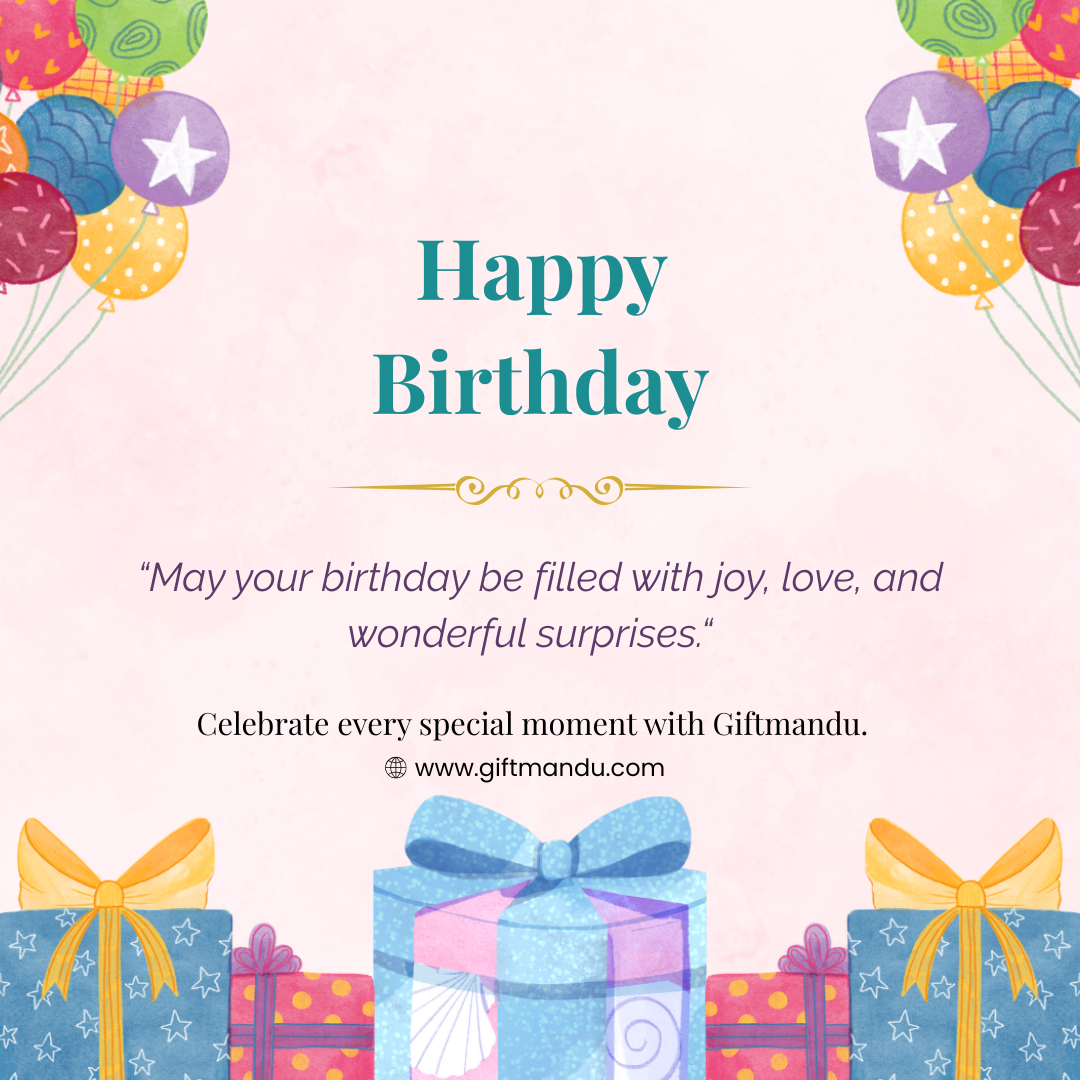 Happy
Birthday
“May your birthday be filled with joy, love, and
wonderful surprises.“
Celebrate every special moment with Giftmandu.
www.giftmandu.com